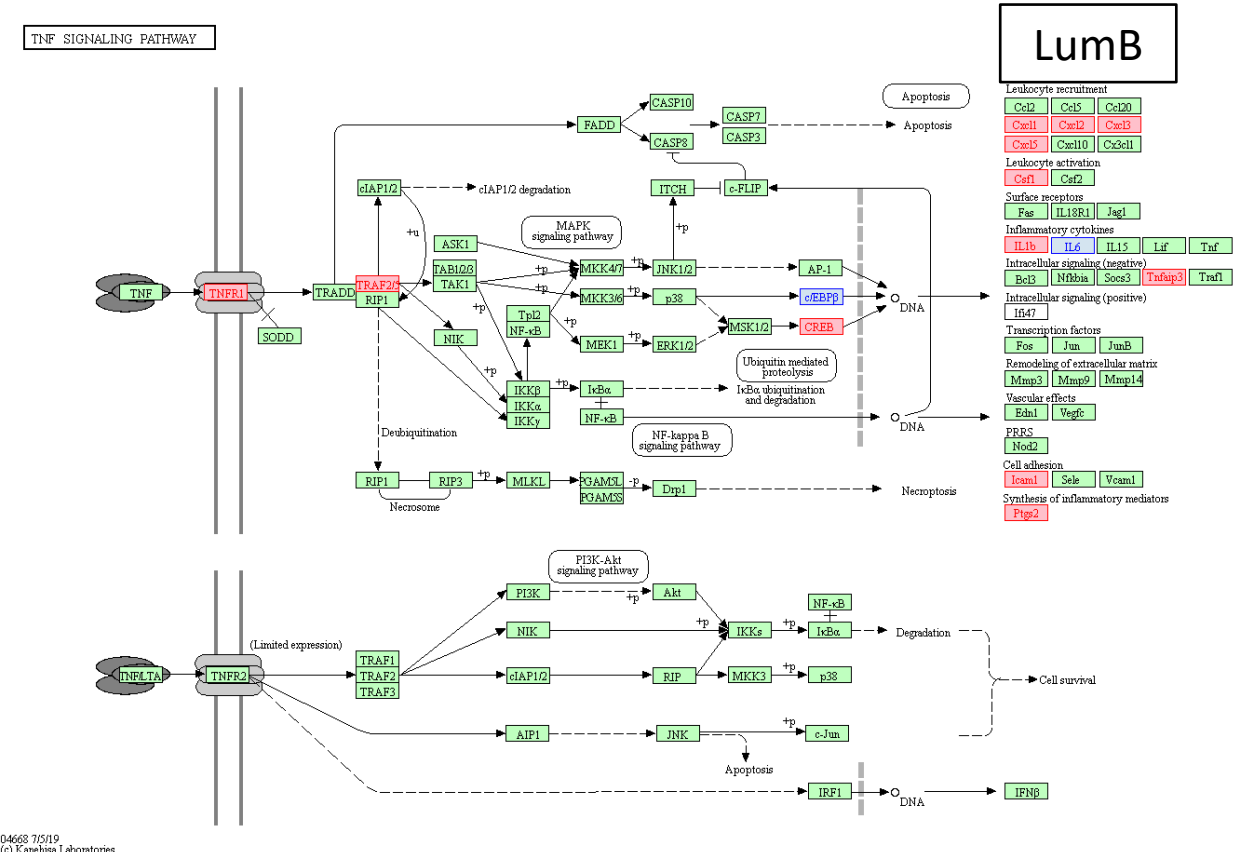 TNF SIGNALING PATHWAY
LumB
Apoptosis
Leukocyte recruitment
Ccl2 Ccl5 Ccl20
Cxcl1 Cxcl2 Cxcl3
Cxcl5 Cxcl10 Cx3cl1
Leukocyte activation
Csf1 Csf2
Surface receptors
Fas IL18R1 Jag1
Inflammatory cytokines
IL1b IL6 IL15 Lif Tnf
Intracellular signaling (negative)
Bcl3 Nfkbia Socs3 Tnfaip3 Traf1
Intracellular signaling (positive)
Ifi47
Transcription factors
Fos Jun JunB
Remodeling of extracellular matrix
Mmp3 Mmp9 Mmp14
Vascular effects
Edn1 Vegfc
PRRS
Nod2
Cell adhesion
Icam1 Sele Vcam1
Synthesis of inflammatory mediators
Ptgs2
CASP10
FADD CASP7 Apoptosis
CASP8 CASP3
cIAP1/2 cIAP1/2 degradation ITCH c-FLIP
+u +p
MAPK
signaling pathway
ASK1
TAB1/2/3 +p MKK4/7 +p JNK1/2 AP-1
TAK1
TNF TNFR1 TRADD TRAF2/5
RIP1
+p MKK3/6 +p p38 c/EBPβ
DNA
SODD
Tpl2
NF-κB
+p
MSK1/2 +p CREB
NIK +p MEK1 +p ERK1/2
Ubiquitin mediated
proteolysis
+p
IKKβ +p IκBα IκBα ubiquitination
and degradation
IKKα
IKKγ NF-κB DNA
Deubiquitination
NF-kappa B
signaling pathway
RIP1 RIP3 +p MLKL PGAM5L -p Drp1 Necroptosis
PGAM5S
Necrosome
PI3K-Akt
signaling pathway
PI3K +p Akt
NF-κB
NIK +p IKKs +p IκBα Degradation
(Limited expression)
TRAF1
TNF/LTA TNFR2 TRAF2 cIAP1/2 RIP MKK3 +p p38 Cell survival
TRAF3
AIP1 JNK +p c-Jun
Apoptosis
IRF1 DNA IFNβ
04668 7/5/19
(c) Kanehisa Laboratories